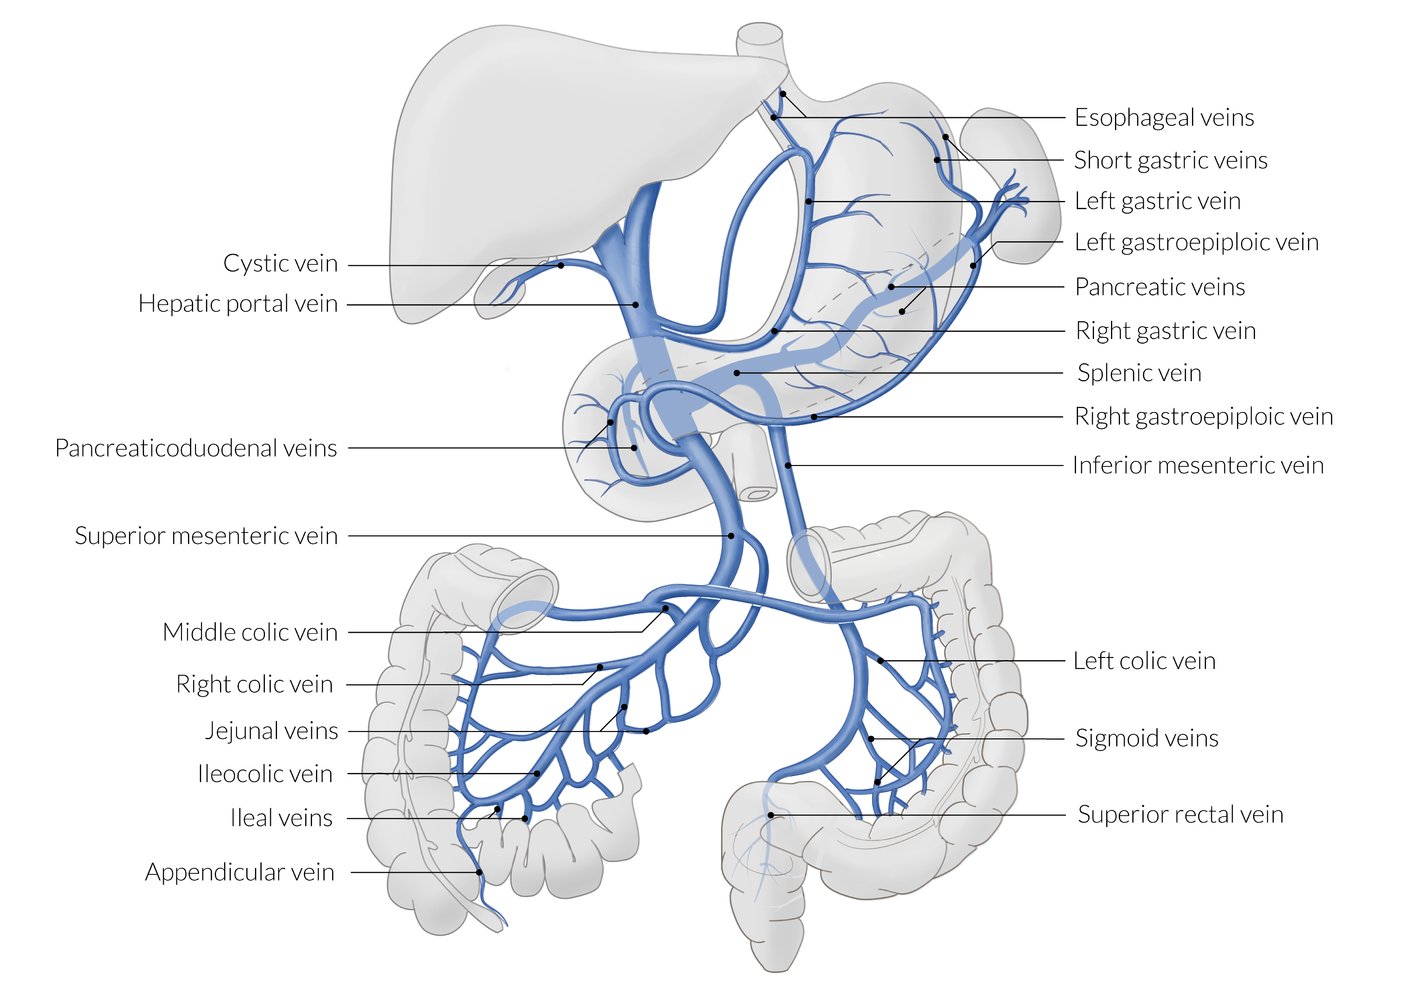 Esophageal veins
Short gastric veins
Left gastric vein
Left gastroepiploic vein
Cystic vein
Pancreatic veins
Hepatic portal vein
Right gastric vein
Splenic vein
Right gastroepiploic vein
Pancreaticoduodenal veins
Inferior mesenteric vein
Superior mesenteric vein
Middle colic vein
Left colic vein
Right colic vein
Jejunal veins
Sigmoid veins
Ileocolic vein
Ileal veins
Superior rectal vein
Appendicular vein